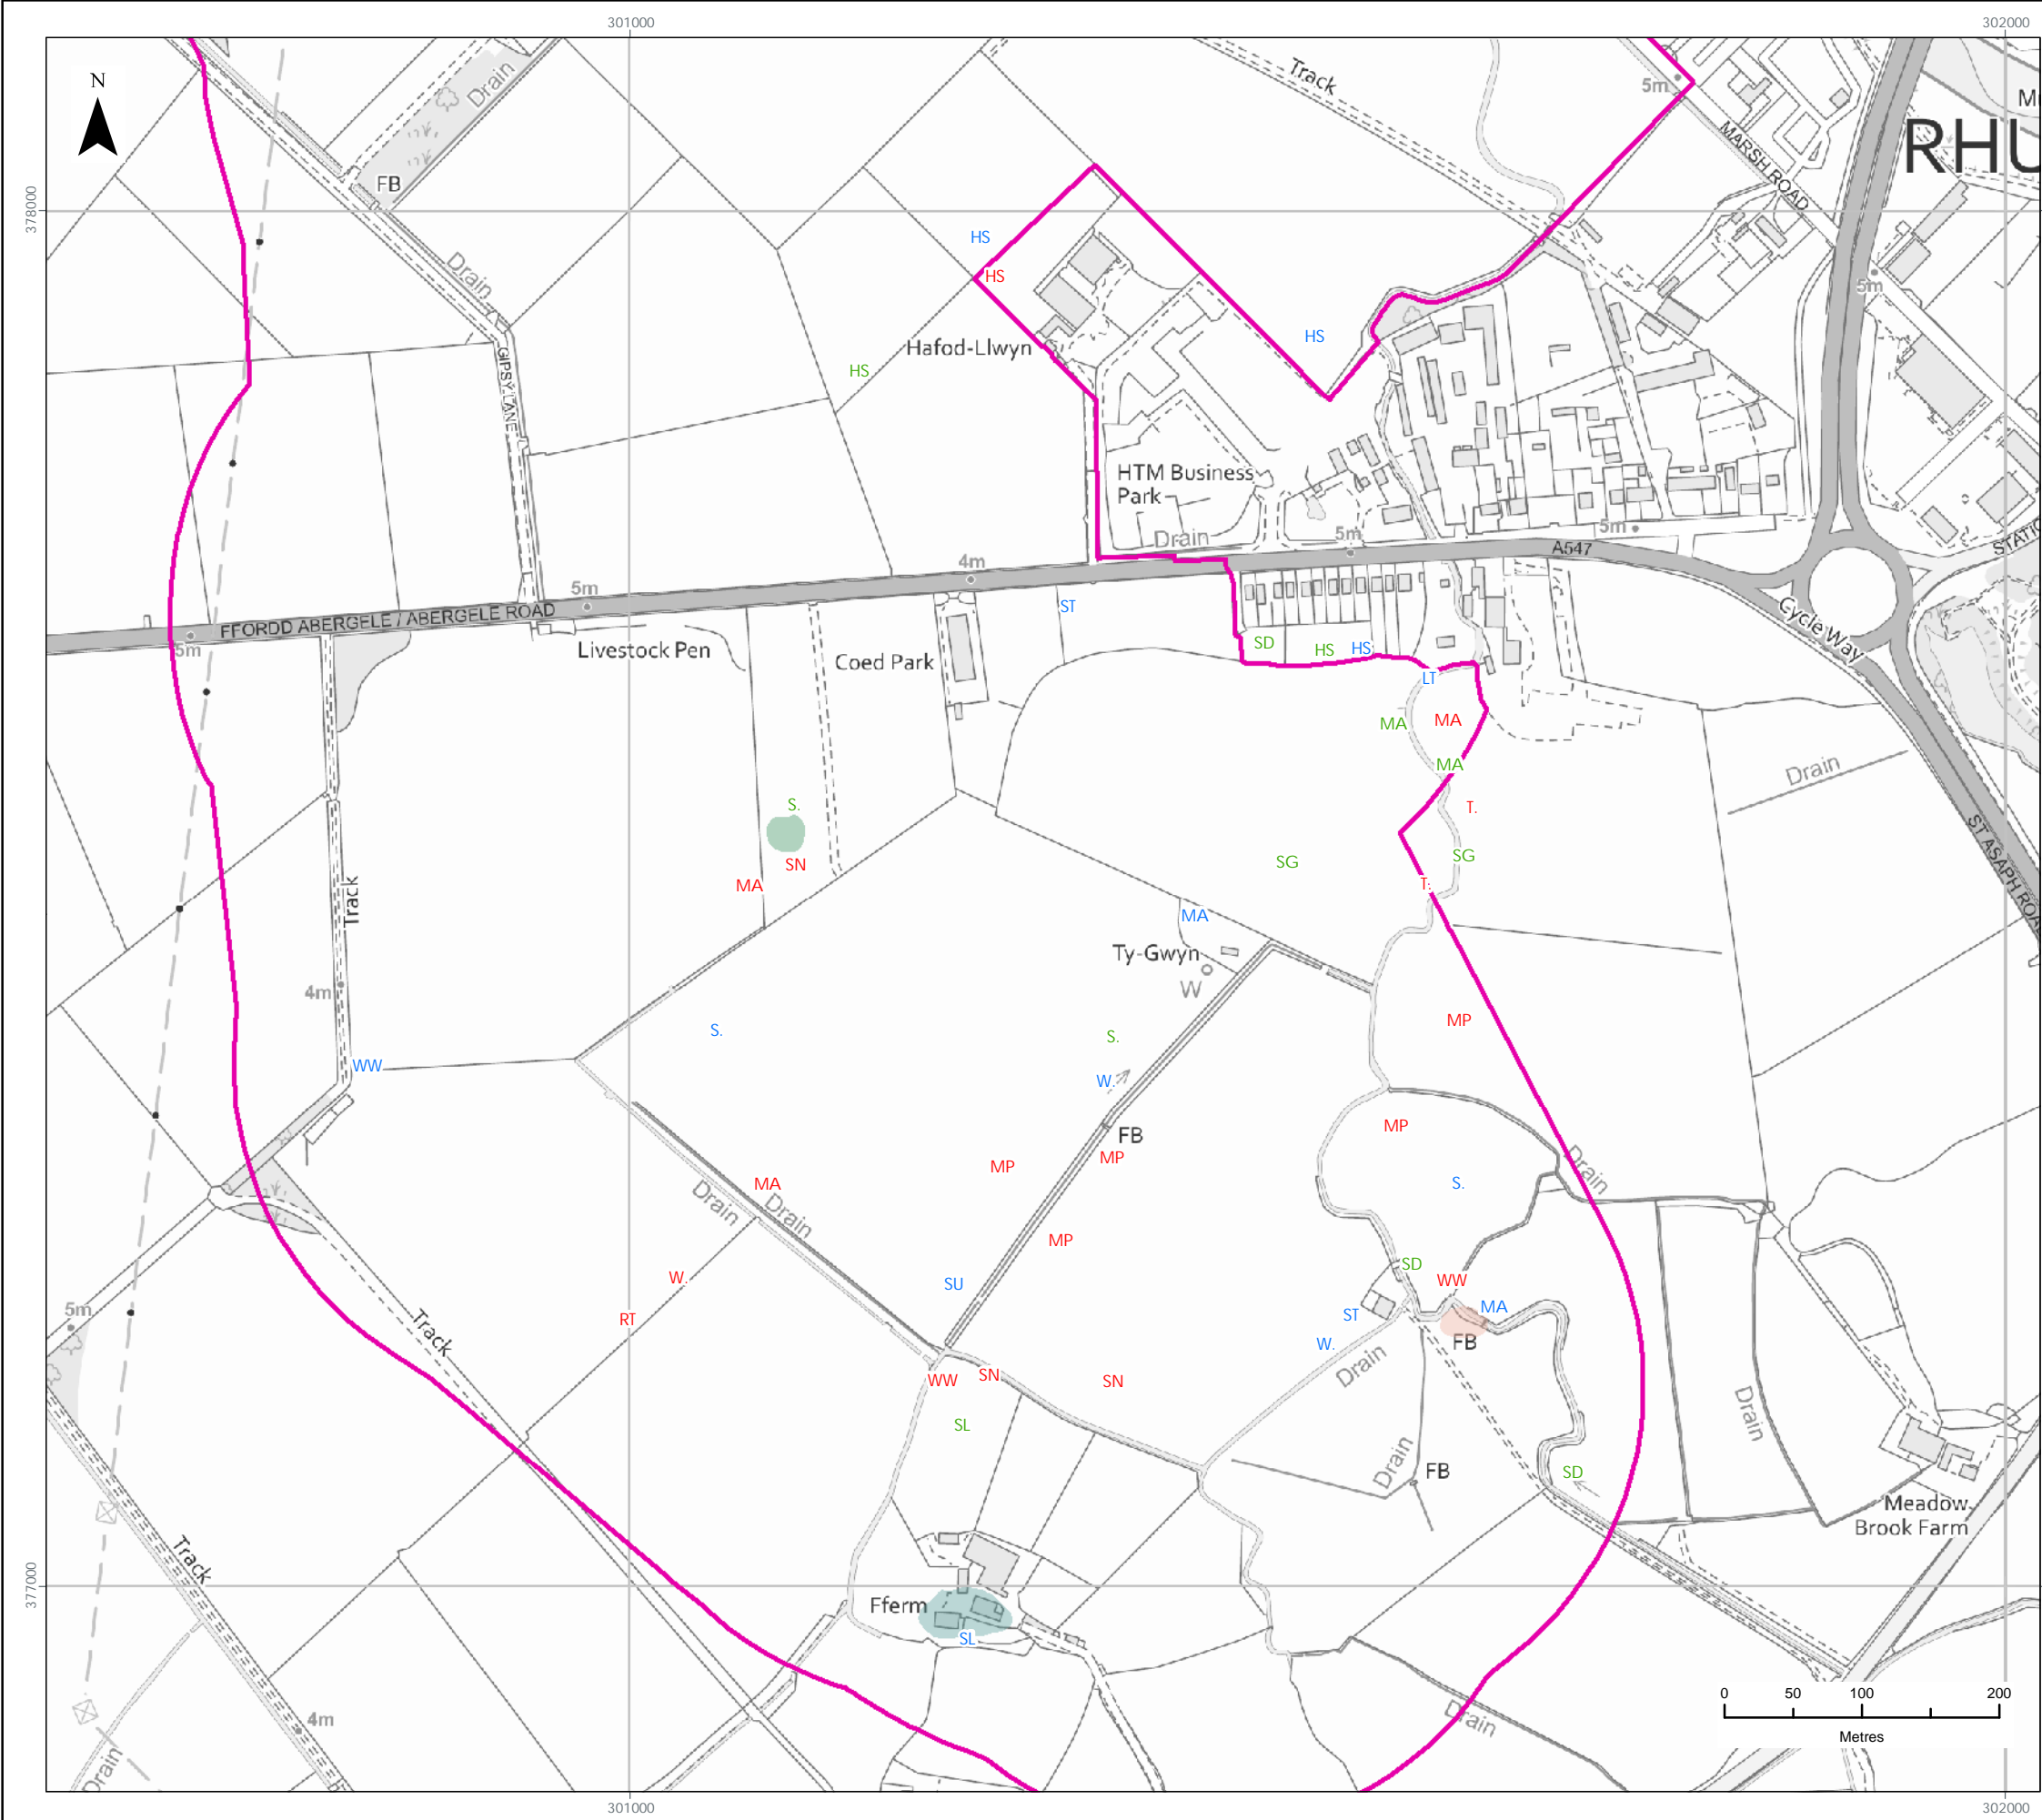 301000
302000
N
378000
Track
5m
M
RHU
MARSH ROAD
Drain
FB
HS
HS
Drain
5m
HS
Hafod-Llwyn
GIPSY LANE
HS
HTM Business
Park
Drain
5m
5m
A547
STATIO
4m
5m
FFORDD ABERGELE / ABERGELE ROAD
5m
ST
Cycle Way
Livestock Pen
Coed Park
SD
HS
HS
LT
MA
MA
MA
Drain
S.
T.
ST ASAPH ROAD
SN
SG
SG
MA
T.
Track
MA
Ty-Gwyn
W
4m
MP
S.
S.
WW
W.
FB
MP
MP
MP
Drain
MA
S.
Drain
Drain
MP
SD
W.
SU
WW
MA
5m
RT
ST
FB
Track
W.
Drain
WW
SN
SN
Drain
SL
Drain
FB
SD
Meadow
Brook Farm
Track
377000
Fferm
SL
4m
Drain
Drain
0
50
100
200
Metres
301000
302000